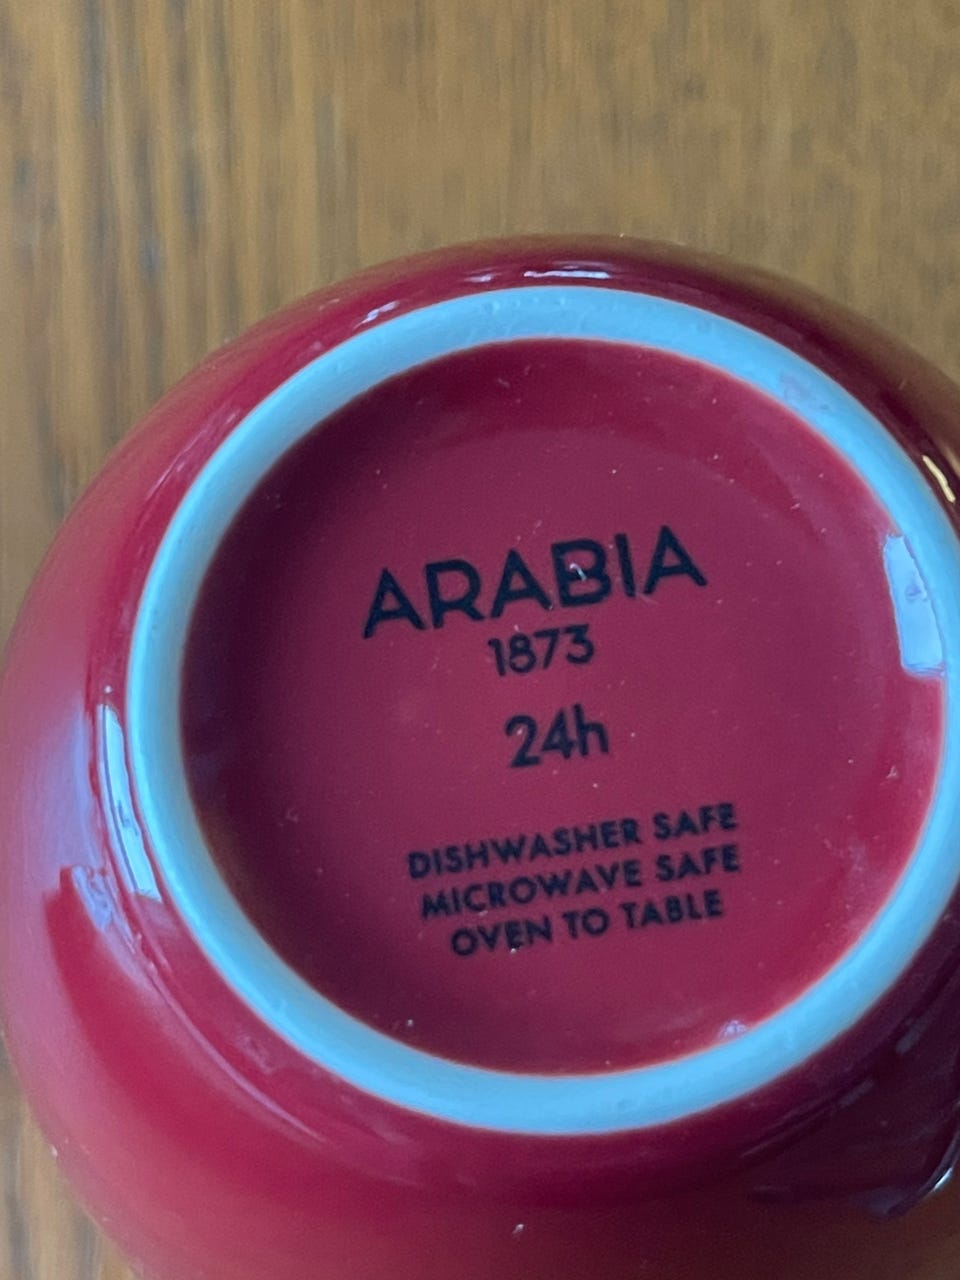 ARABIA
1873
24h
DISHWASHER SAFE
MICROWAVE SAFE
OVEN TO TABLE